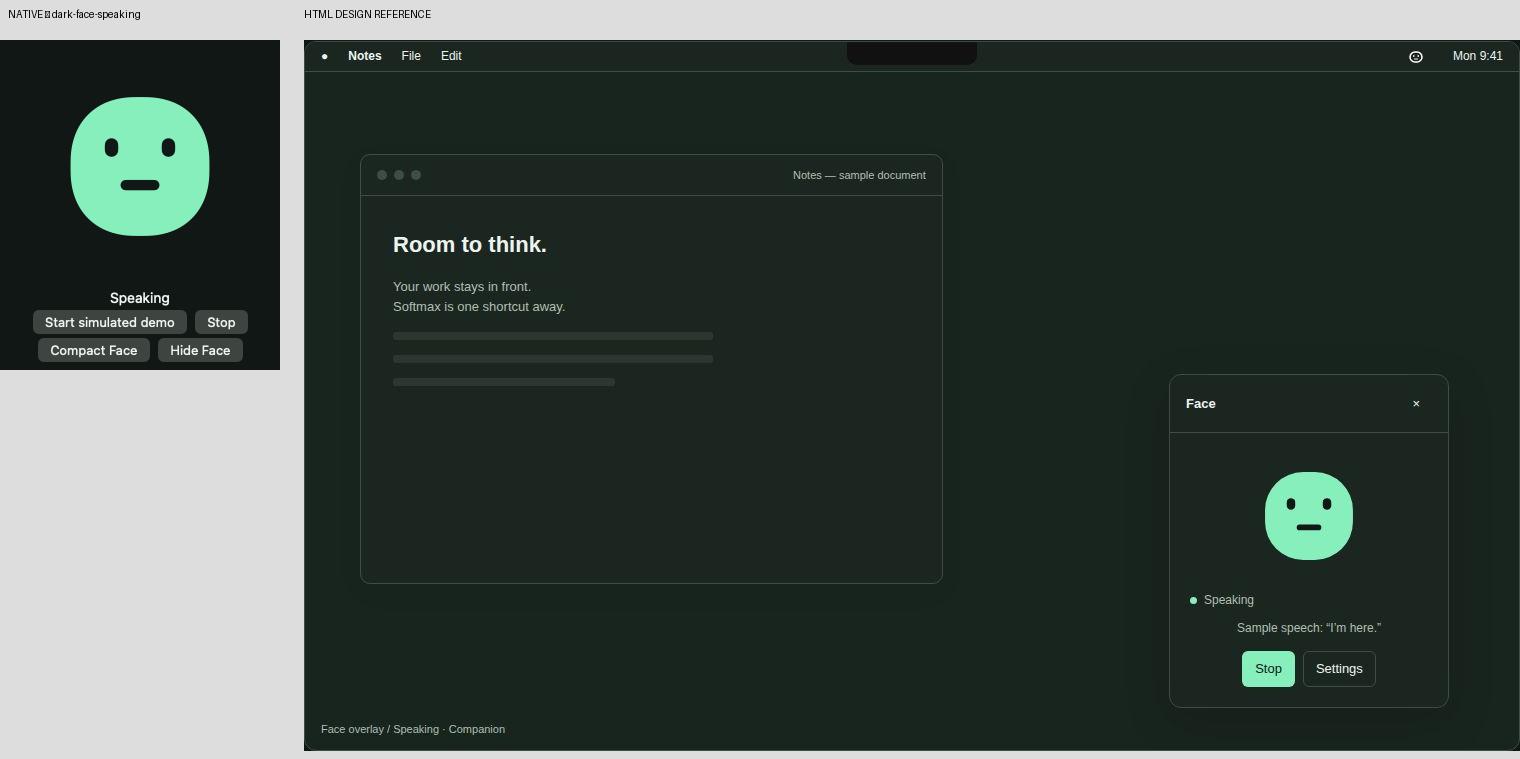 NATIVE dark-face-speaking
HTML DESIGN REFERENCE
Speaking
Start simulated demo Stop
Compact Face Hide Face
Notes File Edit
Mon 9:41
Notes — sample document
Room to think.
Your work stays in front.
Softmax is one shortcut away.
Face ×
Speaking
Sample speech: “I’m here.”
Stop Settings
Face overlay / Speaking · Companion